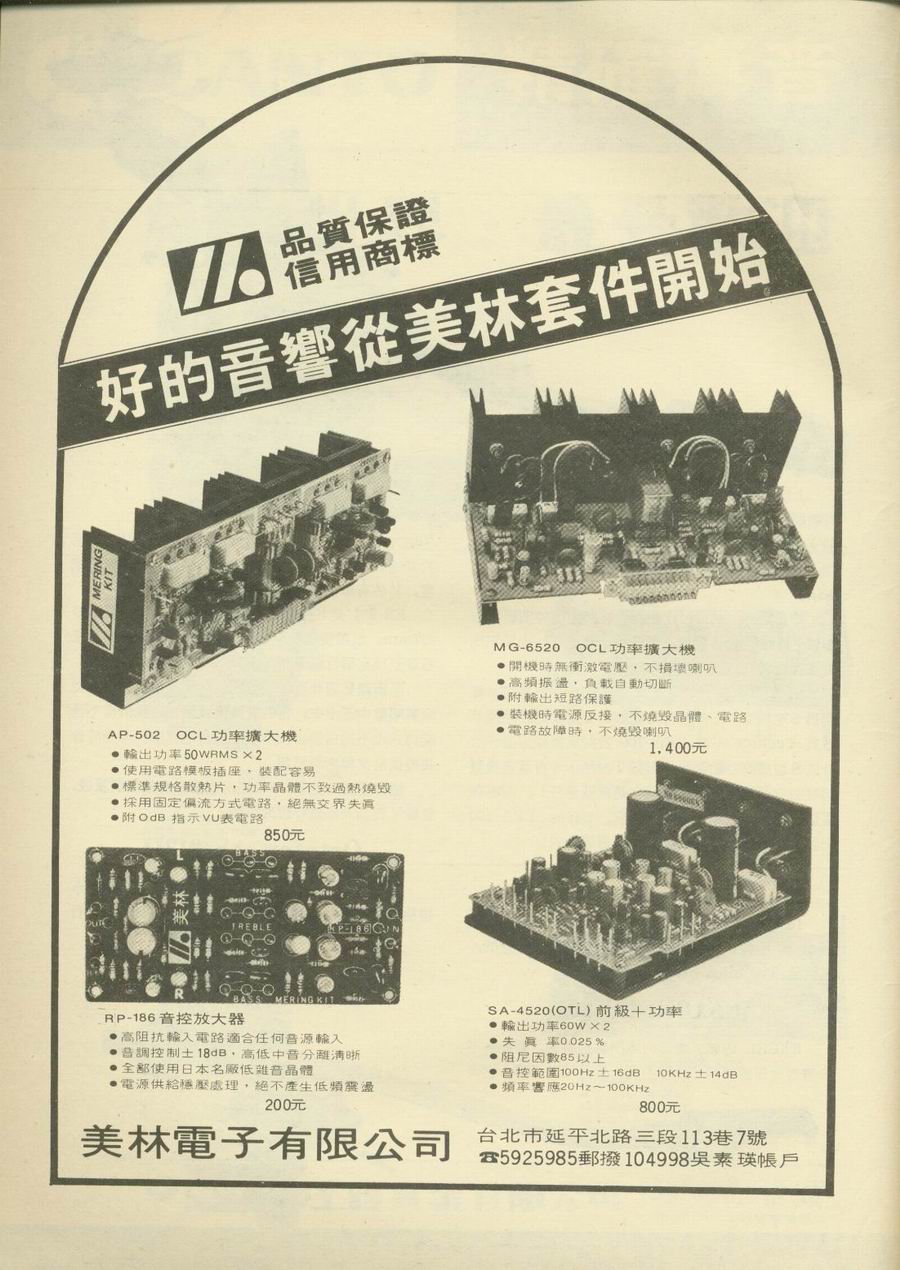 品質保證
信用商標
好的音響從美林套件開始
MERING
KIT
AP-502 OCL功率擴大機
●輸出功率50WRMS×2
●使用電路模板插座,裝配容易
●標準規格散熱片,功率晶體不致過熱燒毀
●採用固定偏流方式電路,絕無交界失眞
●附OdB 指示VU表電路
850元
MG-6520 OCL功率擴大機
●開機時無衝激電壓,不損壞喇叭
●高頻振盪,負載自動切斷
●附輸出短路保護
●裝機時電源反接,不燒毀晶體、電路
●電路故障時,不燒毀喇叭
1,400元
L
BASS
美林
TREBLE
RP-186
IN
R
BASS MERING KIT
RP-186音控放大器
●高阻抗輸入電路適合任何音源輸入
●音調控制±18dB,高低中音分離清晰
●全部使用日本名廠低雜音晶體
●電源供給穩壓處理,絕不產生低頻震盪
200元
SA-4520(OTL) 前級+功率
●輸出功率60W×2
●失 眞 率0.025%
●阻尼因數85以上
●音控範圍100Hz±16dB 10KHz±14dB
●頻率響應20Hz~100KHz
800元
美林電子有限公司
台北市延平北路三段113巷7號
☎5925985郵撥104998吳素瑛帳戶